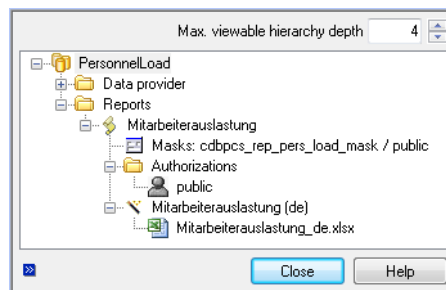 Max. viewable hierarchy depth 4
PersonnelLoad
Data provider
Reports
Mitarbeiterauslastung
Masks: cdbpcs_rep_pers_load_mask / public
Authorizations
public
Mitarbeiterauslastung (de)
Mitarbeiterauslastung_de.xlsx
Close Help